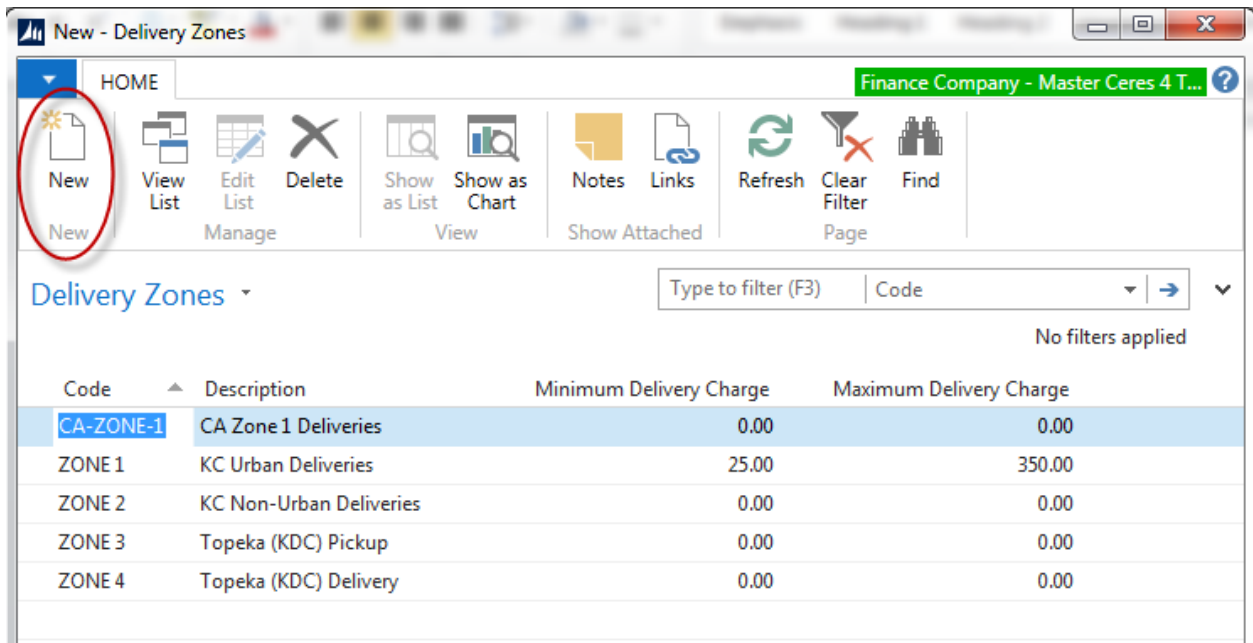 New - Delivery Zones
HOME
Finance Company - Master Ceres 4 T...
New
View List
Edit List
Delete
Show as List
Show as Chart
Notes
Links
Refresh
Clear Filter
Find
New
Manage
View
Show Attached
Page
Delivery Zones
Type to filter (F3) Code
No filters applied
Code Description Minimum Delivery Charge Maximum Delivery Charge
CA-ZONE-1 CA Zone 1 Deliveries 0.00 0.00
ZONE 1 KC Urban Deliveries 25.00 350.00
ZONE 2 KC Non-Urban Deliveries 0.00 0.00
ZONE 3 Topeka (KDC) Pickup 0.00 0.00
ZONE 4 Topeka (KDC) Delivery 0.00 0.00